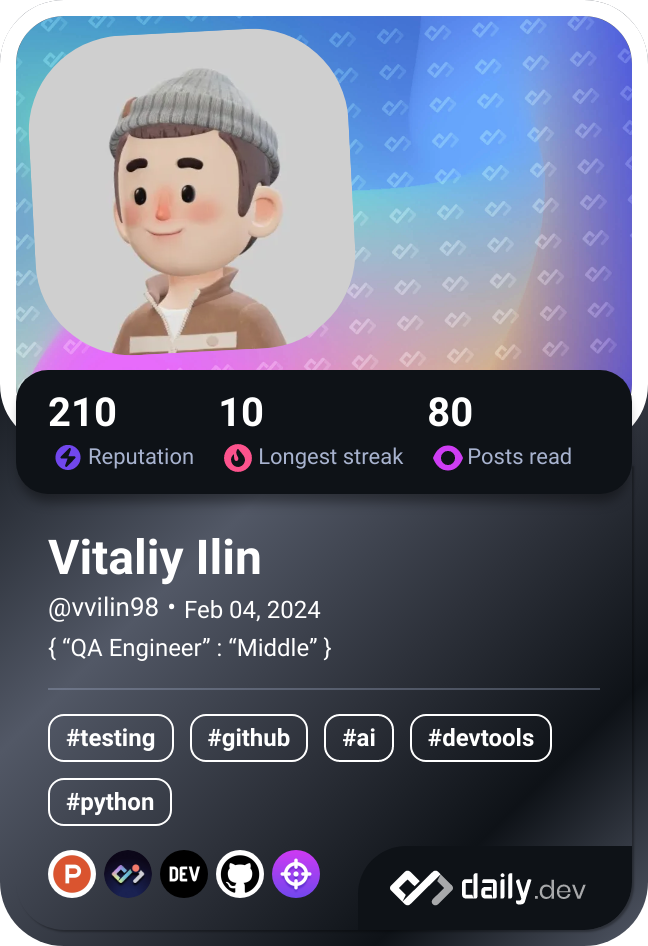 210 10 80
Reputation Longest streak Posts read
Vitaliy Ilin
@vvilin98 • Feb 04, 2024
{ “QA Engineer” : “Middle” }
#testing #github #ai #devtools
#python
P DEV
daily.dev